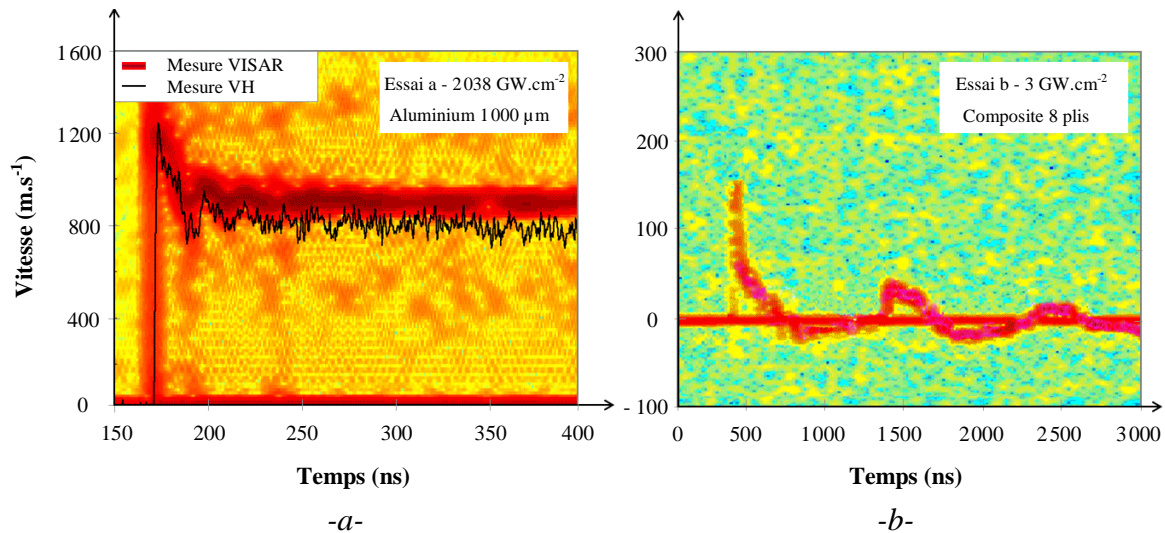 1600
1200
800
400
0
Vitesse (m.s⁻¹)
Mesure VISAR
Mesure VH
Essai a - 2038 GW.cm⁻²
Aluminium 1000 µm
150
200
250
300
350
400
Temps (ns)
-a-
300
200
100
0
- 100
Essai b - 3 GW.cm⁻²
Composite 8 plis
0
500
1000
1500
2000
2500
3000
Temps (ns)
-b-